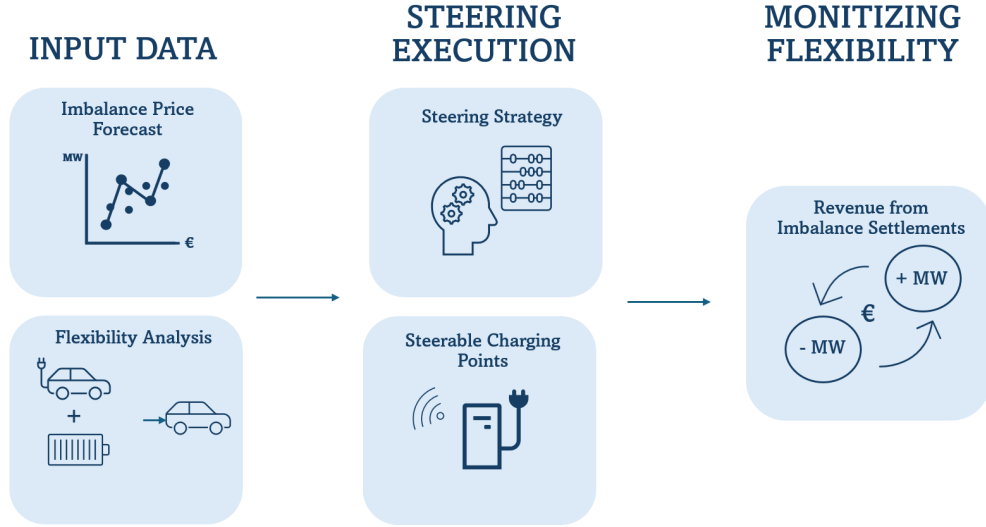 INPUT DATA
STEERING
EXECUTION
MONITIZING
FLEXIBILITY
Imbalance Price
Forecast
MW
€
Flexibility Analysis
+
Steering Strategy
Steerable Charging
Points
Revenue from
Imbalance Settlements
+ MW
€
- MW